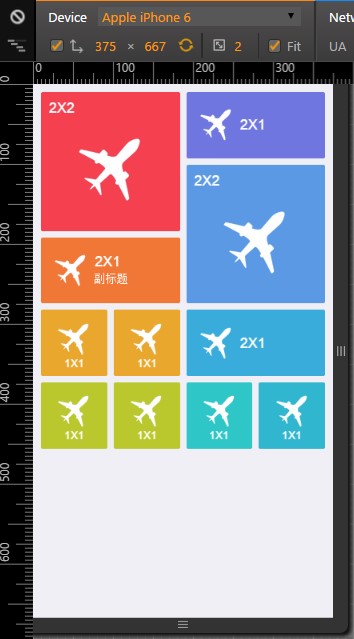 Device Apple iPhone 6 Netw
375 × 667 2 Fit UA
0 100 200 300
0
100
200
300
400
500
600
2X2
2X1
2X2
2X1
副标题
1X1 1X1
2X1
1X1 1X1 1X1 1X1